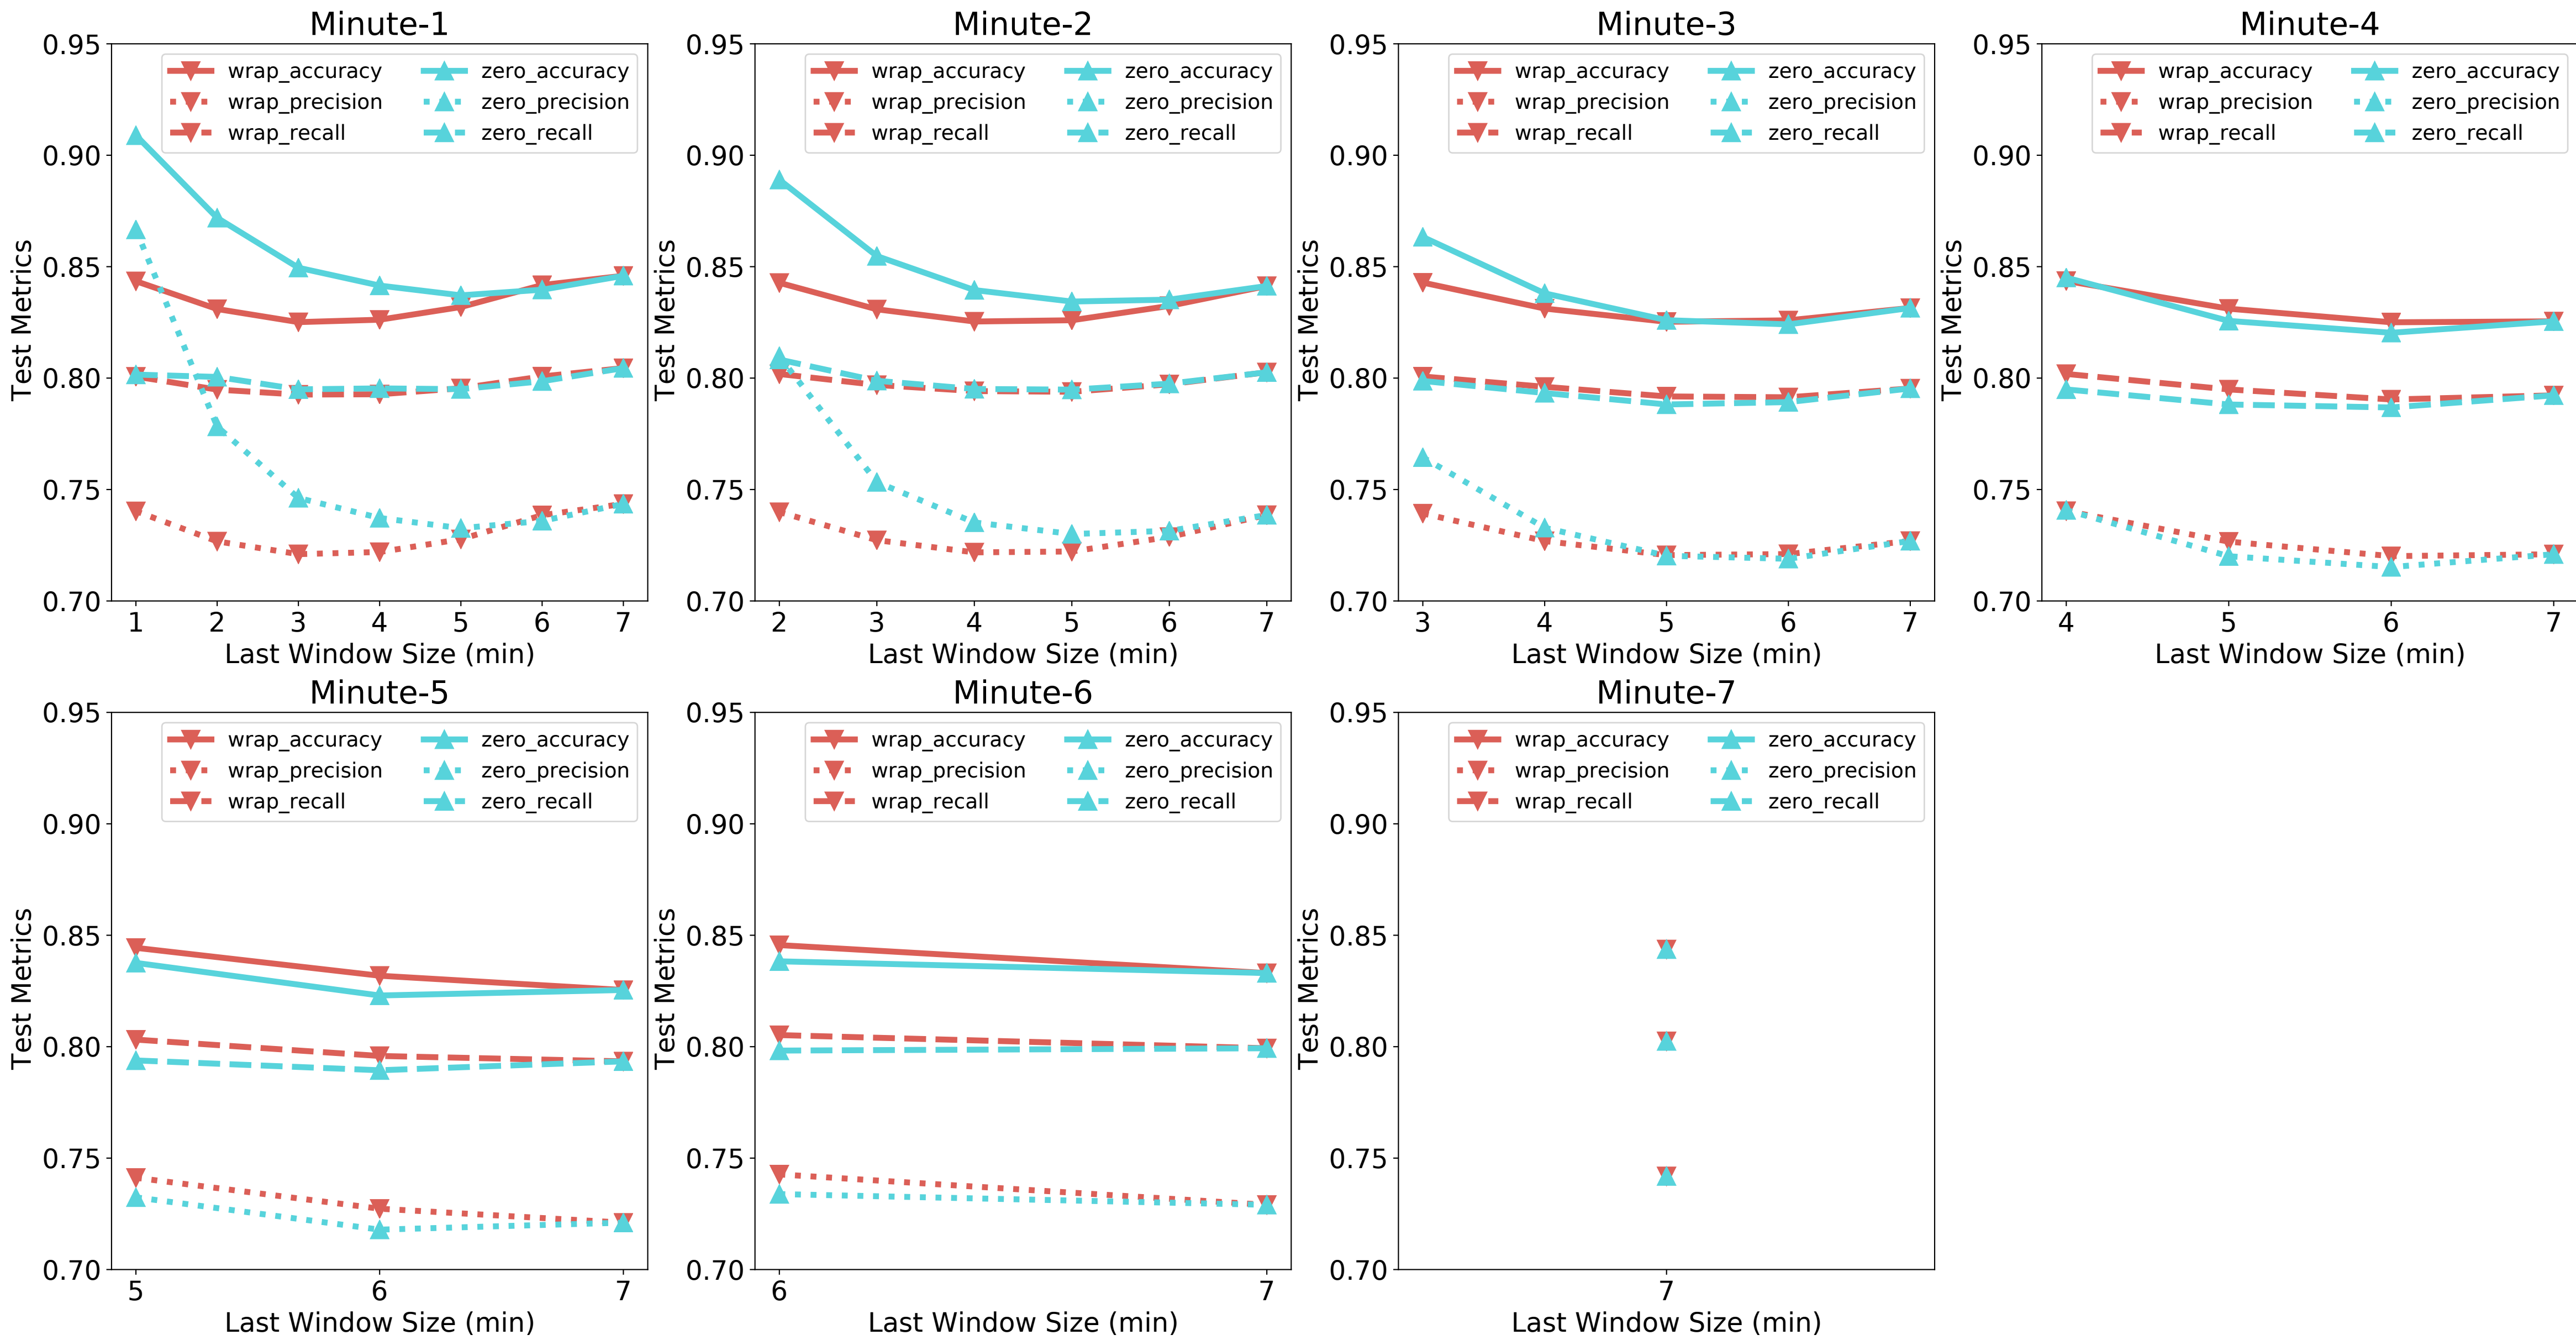 Minute-1
Test Metrics
0.95
0.90
0.85
0.80
0.75
0.70
wrap_accuracy zero_accuracy
wrap_precision zero_precision
wrap_recall zero_recall
1 2 3 4 5 6 7
Last Window Size (min)
Minute-2
Test Metrics
0.95
0.90
0.85
0.80
0.75
0.70
wrap_accuracy zero_accuracy
wrap_precision zero_precision
wrap_recall zero_recall
2 3 4 5 6 7
Last Window Size (min)
Minute-3
Test Metrics
0.95
0.90
0.85
0.80
0.75
0.70
wrap_accuracy zero_accuracy
wrap_precision zero_precision
wrap_recall zero_recall
3 4 5 6 7
Last Window Size (min)
Minute-4
Test Metrics
0.95
0.90
0.85
0.80
0.75
0.70
wrap_accuracy zero_accuracy
wrap_precision zero_precision
wrap_recall zero_recall
4 5 6 7
Last Window Size (min)
Minute-5
Test Metrics
0.95
0.90
0.85
0.80
0.75
0.70
wrap_accuracy zero_accuracy
wrap_precision zero_precision
wrap_recall zero_recall
5 6 7
Last Window Size (min)
Minute-6
Test Metrics
0.95
0.90
0.85
0.80
0.75
0.70
wrap_accuracy zero_accuracy
wrap_precision zero_precision
wrap_recall zero_recall
6 7
Last Window Size (min)
Minute-7
Test Metrics
0.95
0.90
0.85
0.80
0.75
0.70
wrap_accuracy zero_accuracy
wrap_precision zero_precision
wrap_recall zero_recall
7
Last Window Size (min)